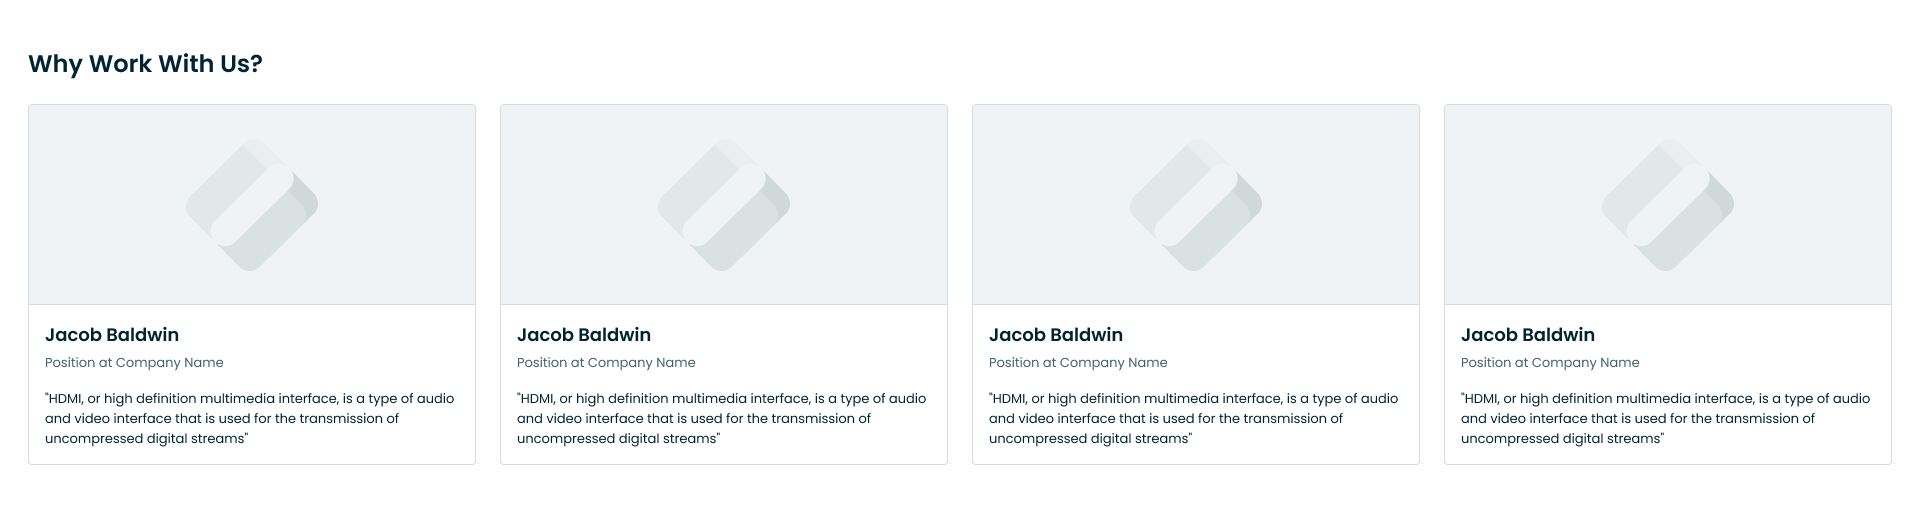 Why Work With Us?
Jacob Baldwin
Position at Company Name
"HDMI, or high definition multimedia interface, is a type of audio
and video interface that is used for the transmission of
uncompressed digital streams"
Jacob Baldwin
Position at Company Name
"HDMI, or high definition multimedia interface, is a type of audio
and video interface that is used for the transmission of
uncompressed digital streams"
Jacob Baldwin
Position at Company Name
"HDMI, or high definition multimedia interface, is a type of audio
and video interface that is used for the transmission of
uncompressed digital streams"
Jacob Baldwin
Position at Company Name
"HDMI, or high definition multimedia interface, is a type of audio
and video interface that is used for the transmission of
uncompressed digital streams"